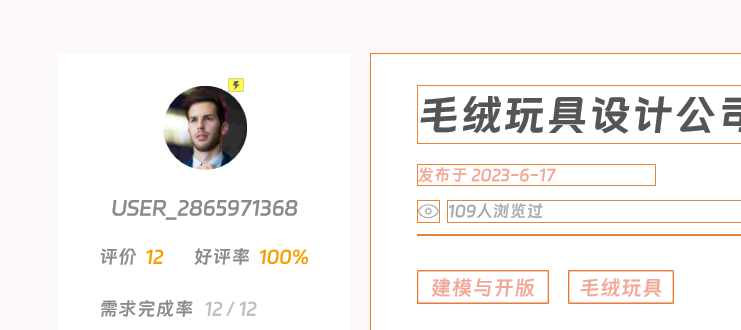 USER_2865971368
评价 12 好评率 100%
需求完成率 12 / 12
毛绒玩具设计公司
发布于 2023-6-17
109人浏览过
建模与开版 毛绒玩具